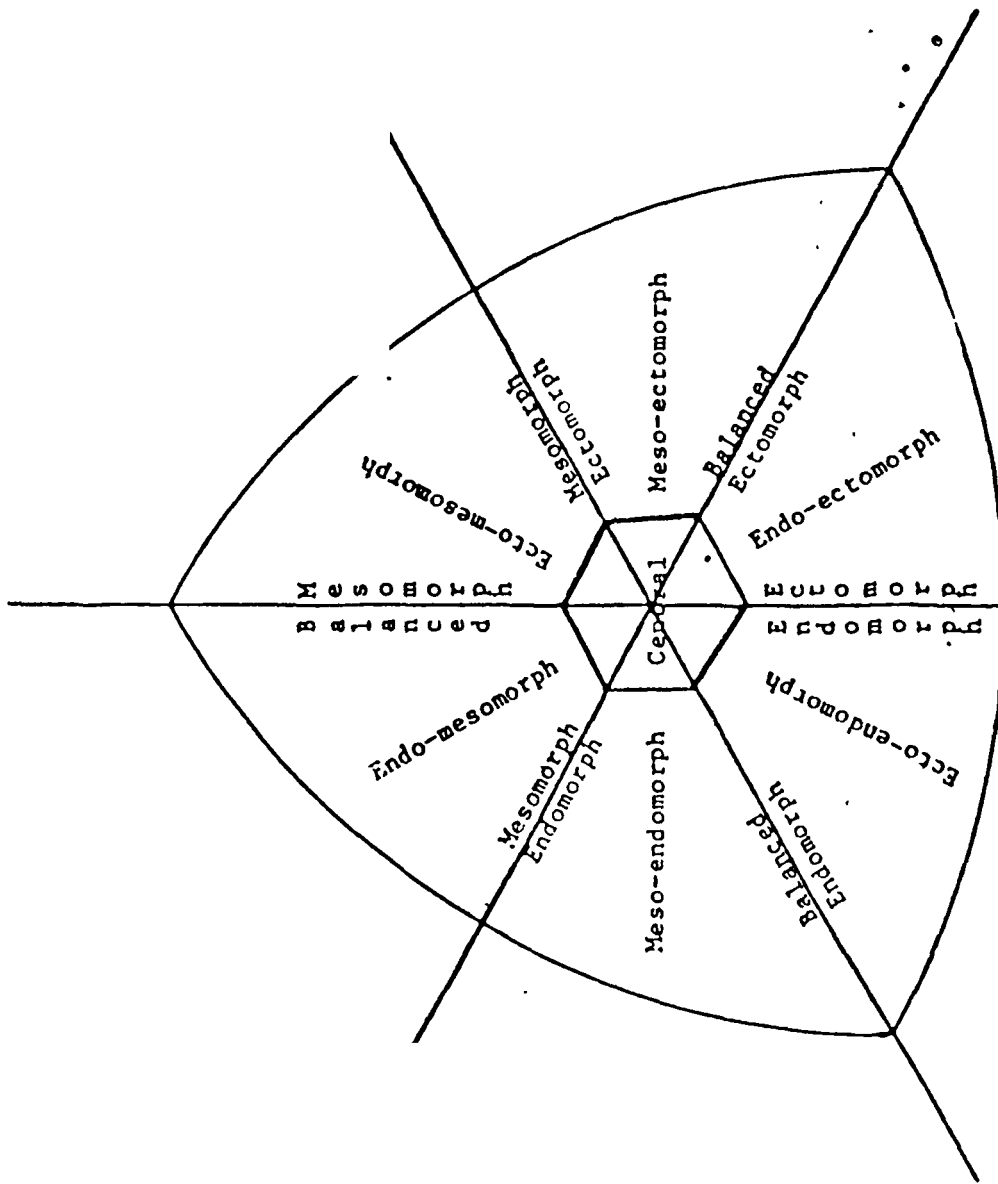 Balanced
Mesomorph
Endo-mesomorph
Ecto-mesomorph
Mesomorph
Endomorph
Mesomorph
Ectomorph
Meso-endomorph
Central
Meso-ectomorph
Balanced
Endomorph
Balanced
Ectomorph
Ecto-endomorph
Endomorph
Ectomorph
Endo-ectomorph